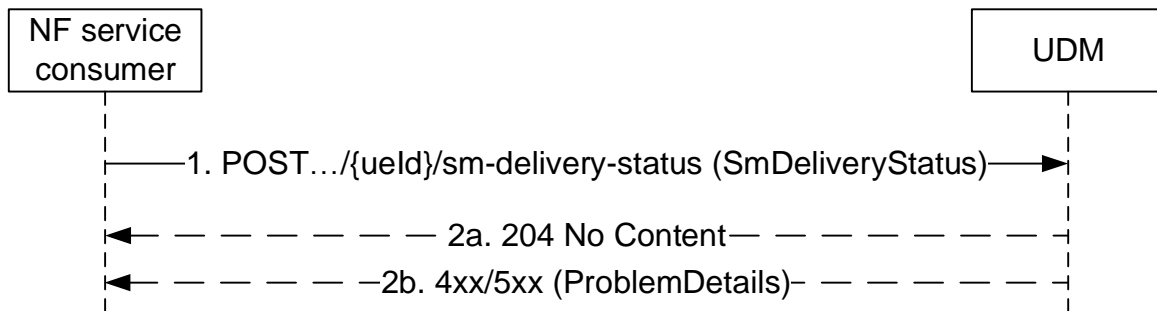 NF service
consumer
UDM
1. POST…/{ueId}/sm-delivery-status (SmDeliveryStatus)
2a. 204 No Content
2b. 4xx/5xx (ProblemDetails)